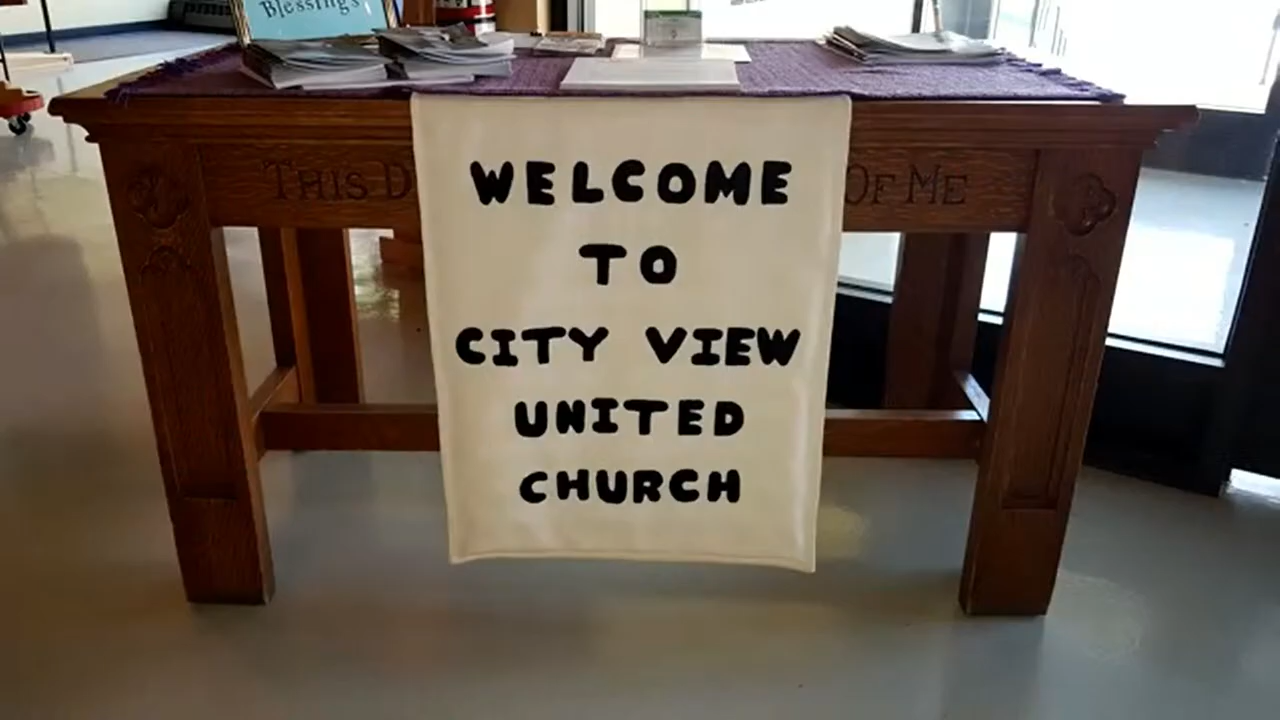 Blessings
THIS D OF ME
WELCOME
TO
CITY VIEW
UNITED
CHURCH